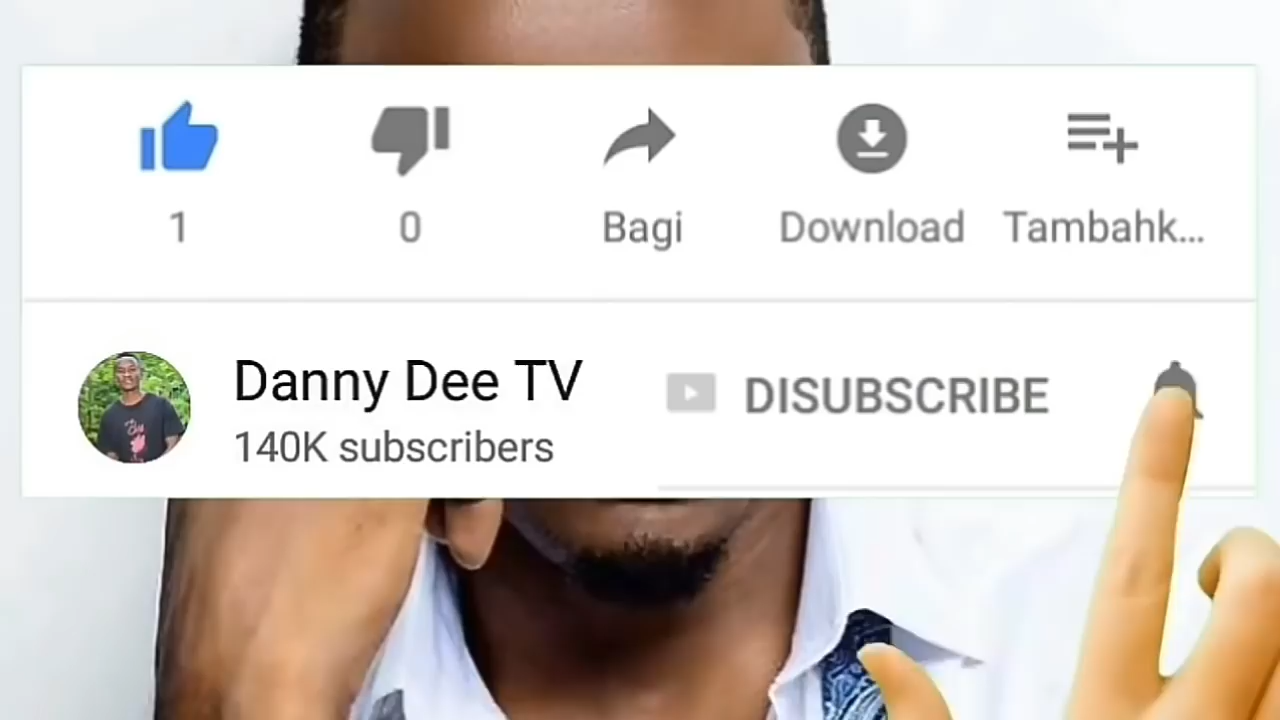 1
0
Bagi
Download
Tambahk...
Danny Dee TV
DISUBSCRIBE
140K subscribers